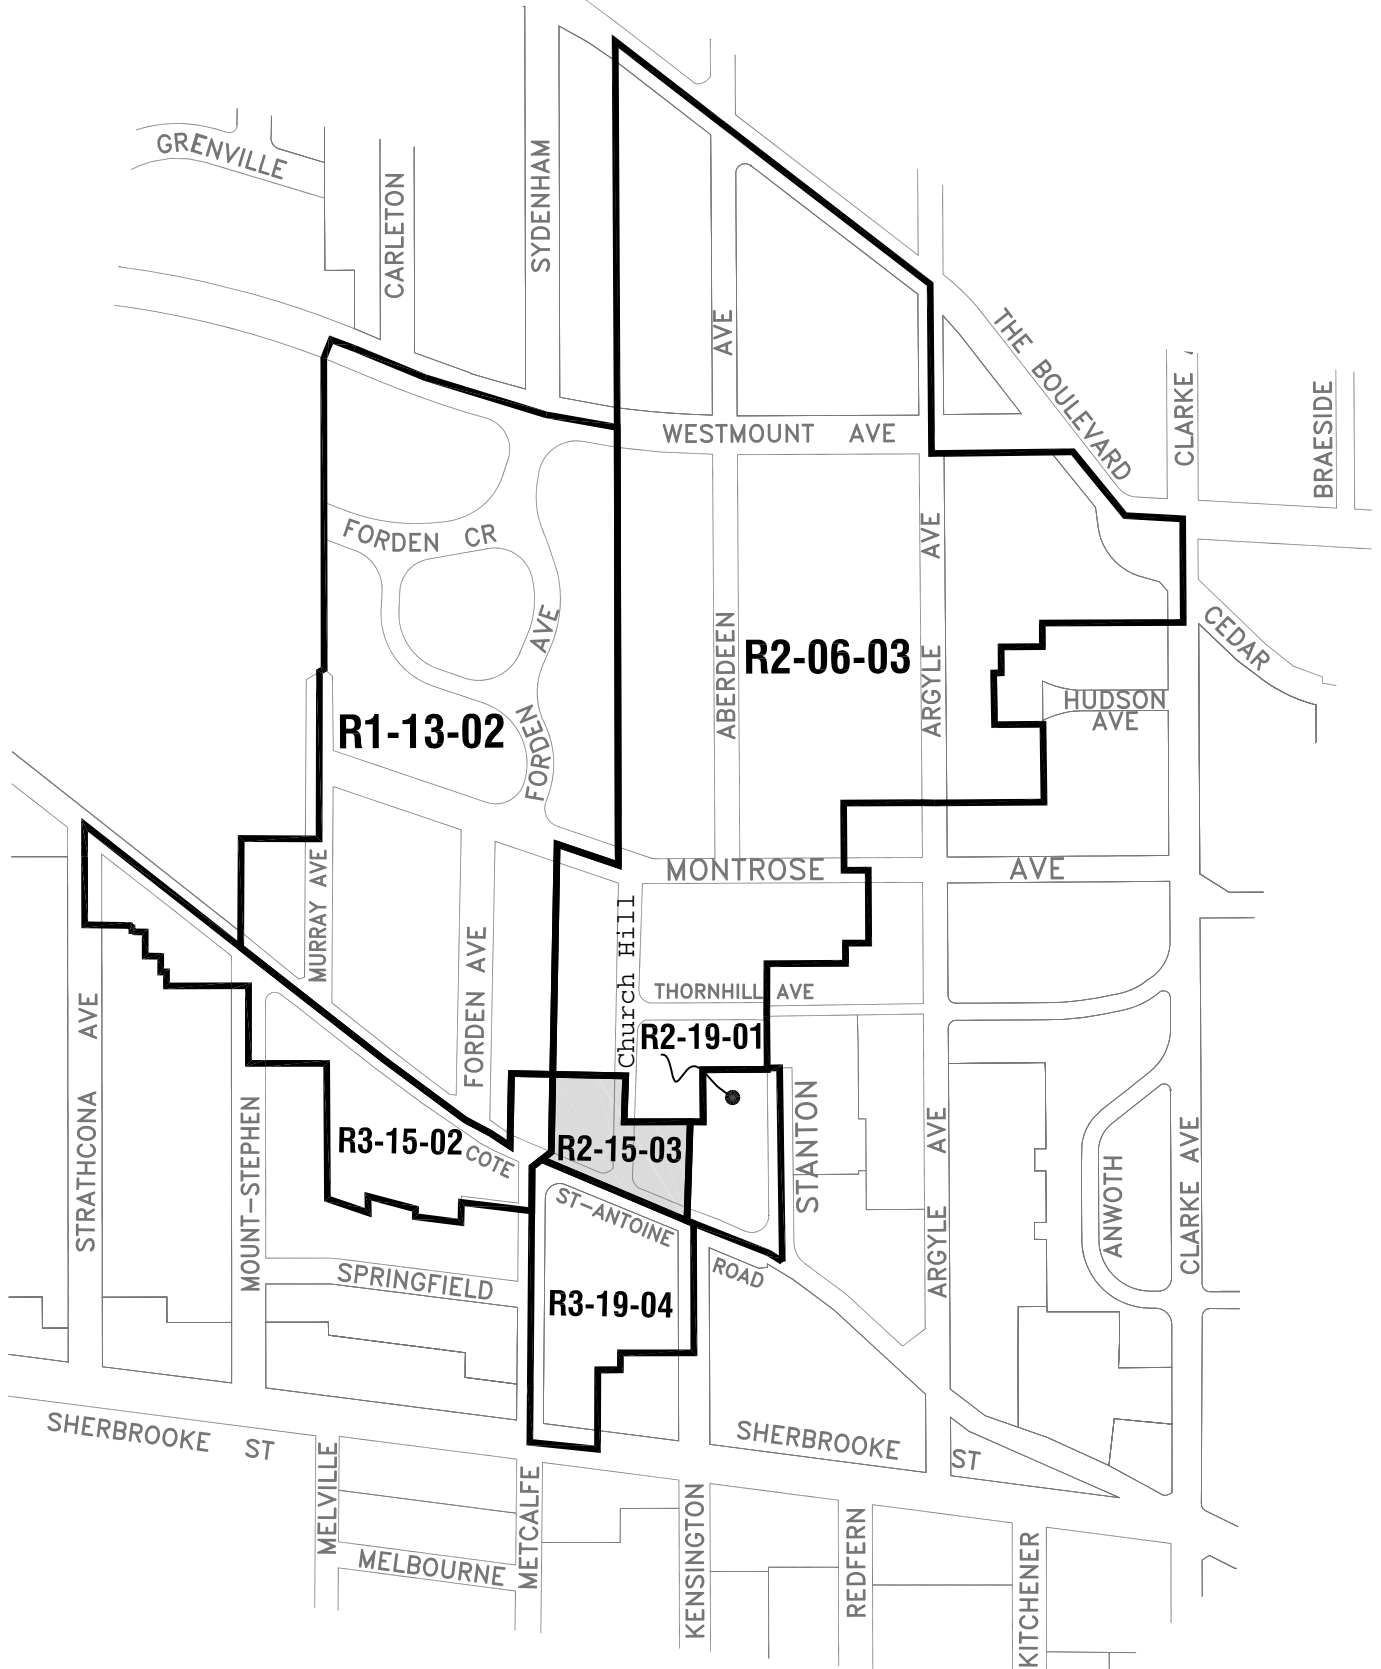 GRENVILLE
CARLETON
SYDENHAM
AVE
THE BOULEVARD
CLARKE
BRAESIDE
WESTMOUNT AVE
FORDEN CR
AVE
CEDAR
FORDEN AVE
ABERDEEN
R2-06-03
ARGYLE
HUDSON
AVE
R1-13-02
MONTROSE AVE
MURRAY AVE
Church Hill
FORDEN AVE
THORNHILL AVE
STRATHCONA AVE
R2-19-01
MOUNT-STEPHEN
R3-15-02
COTE
R2-15-03
STANTON
ARGYLE AVE
ANWOTH
CLARKE AVE
ST-ANTOINE
ROAD
SPRINGFIELD
R3-19-04
SHERBROOKE ST
SHERBROOKE ST
MELVILLE
METCALFE
MELBOURNE
KENSINGTON
REDFERN
KITCHENER